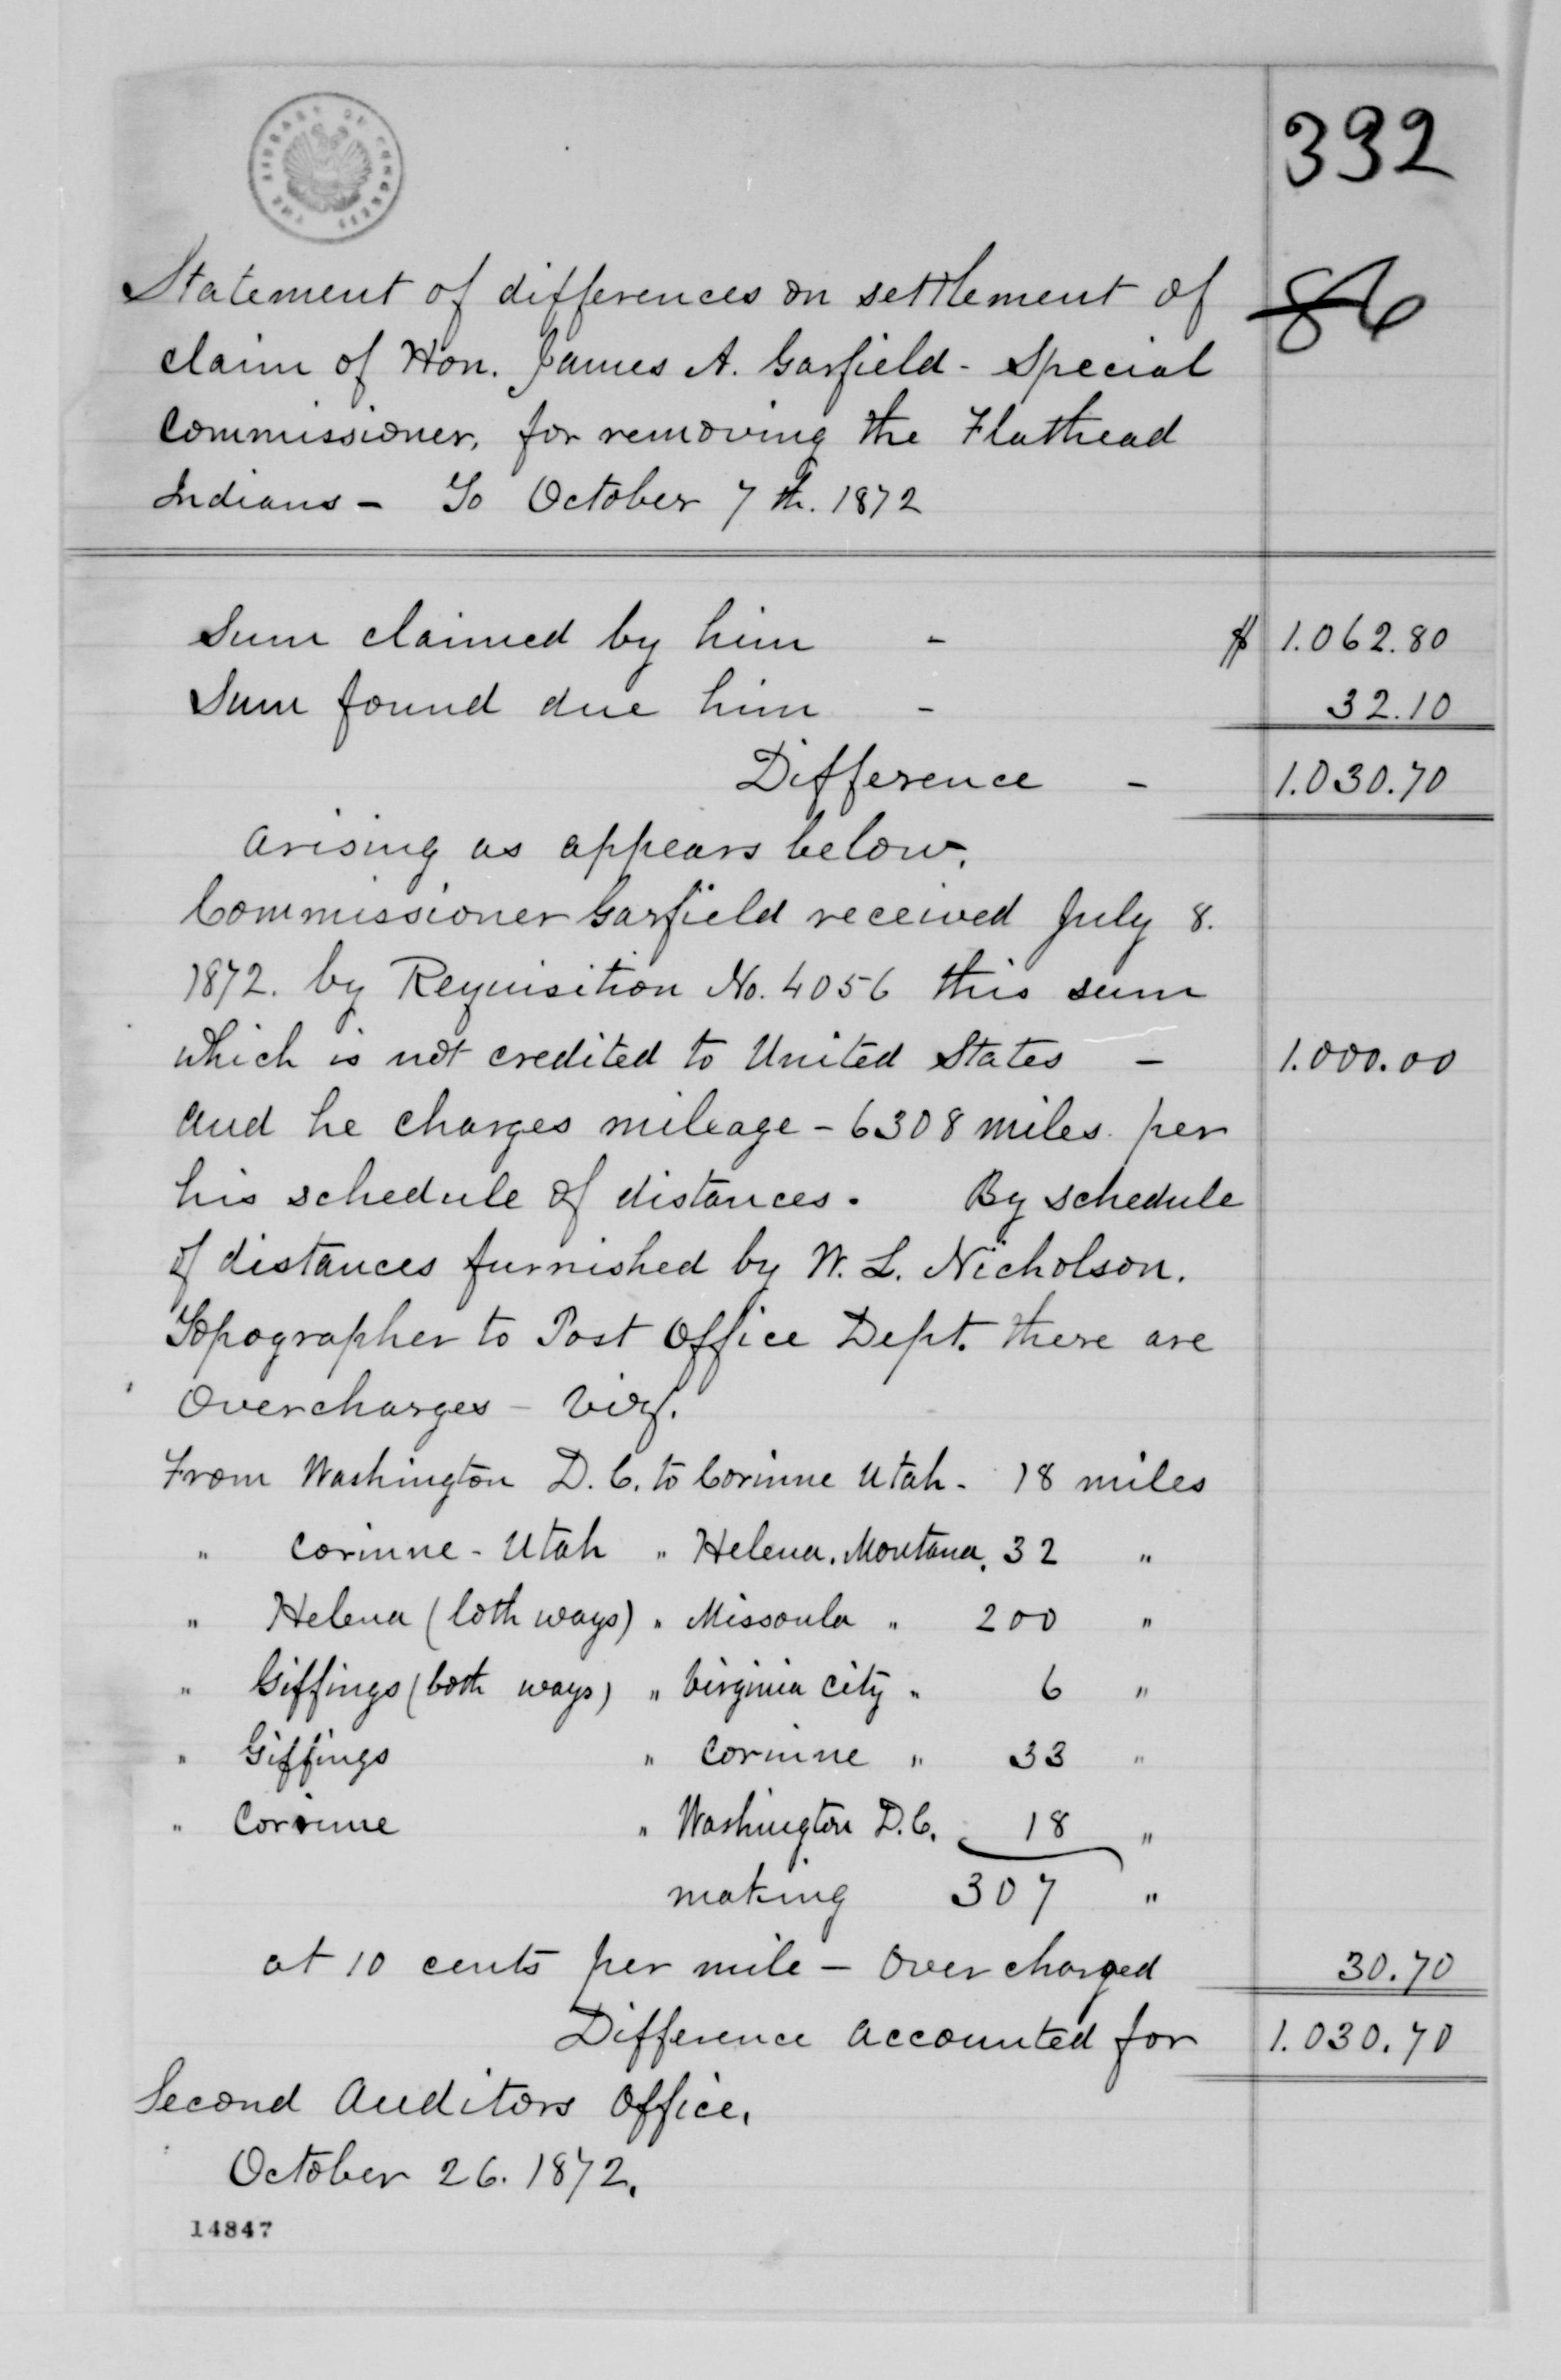 THE LIBRARY OF CONGRESS
332
86
Statement of differences on settlement of
claim of Hon. James A. Garfield - Special
Commissioner, for removing the Flathead
Indians - To October 7th. 1872
Sum claimed by him - $ 1.062.80
Sum found due him - 32.10
Difference - 1.030.70
arising as appears below.
Commissioner Garfield received July 8.
1872. by Requisition No. 4056 this sum
which is not credited to United States - 1.000.00
and he charges mileage - 6308 miles per
his schedule of distances. By schedule
of distances furnished by W. L. Nicholson.
Topographer to Post Office Dept. there are
overcharges - viz.
From Washington D.C. to Corinne Utah - 18 miles
" Corinne - Utah " Helena. Montana. 32 "
" Helena (both ways) " Missoula " 200 "
" Giffings (both ways) " Virginia City " 6 "
" Giffings " Corinne " 33 "
" Corinne " Washington D.C. 18 "
making 307 "
at 10 cents per mile - over charged 30.70
Difference accounted for 1.030.70
Second Auditors Office.
October 26. 1872.
14847